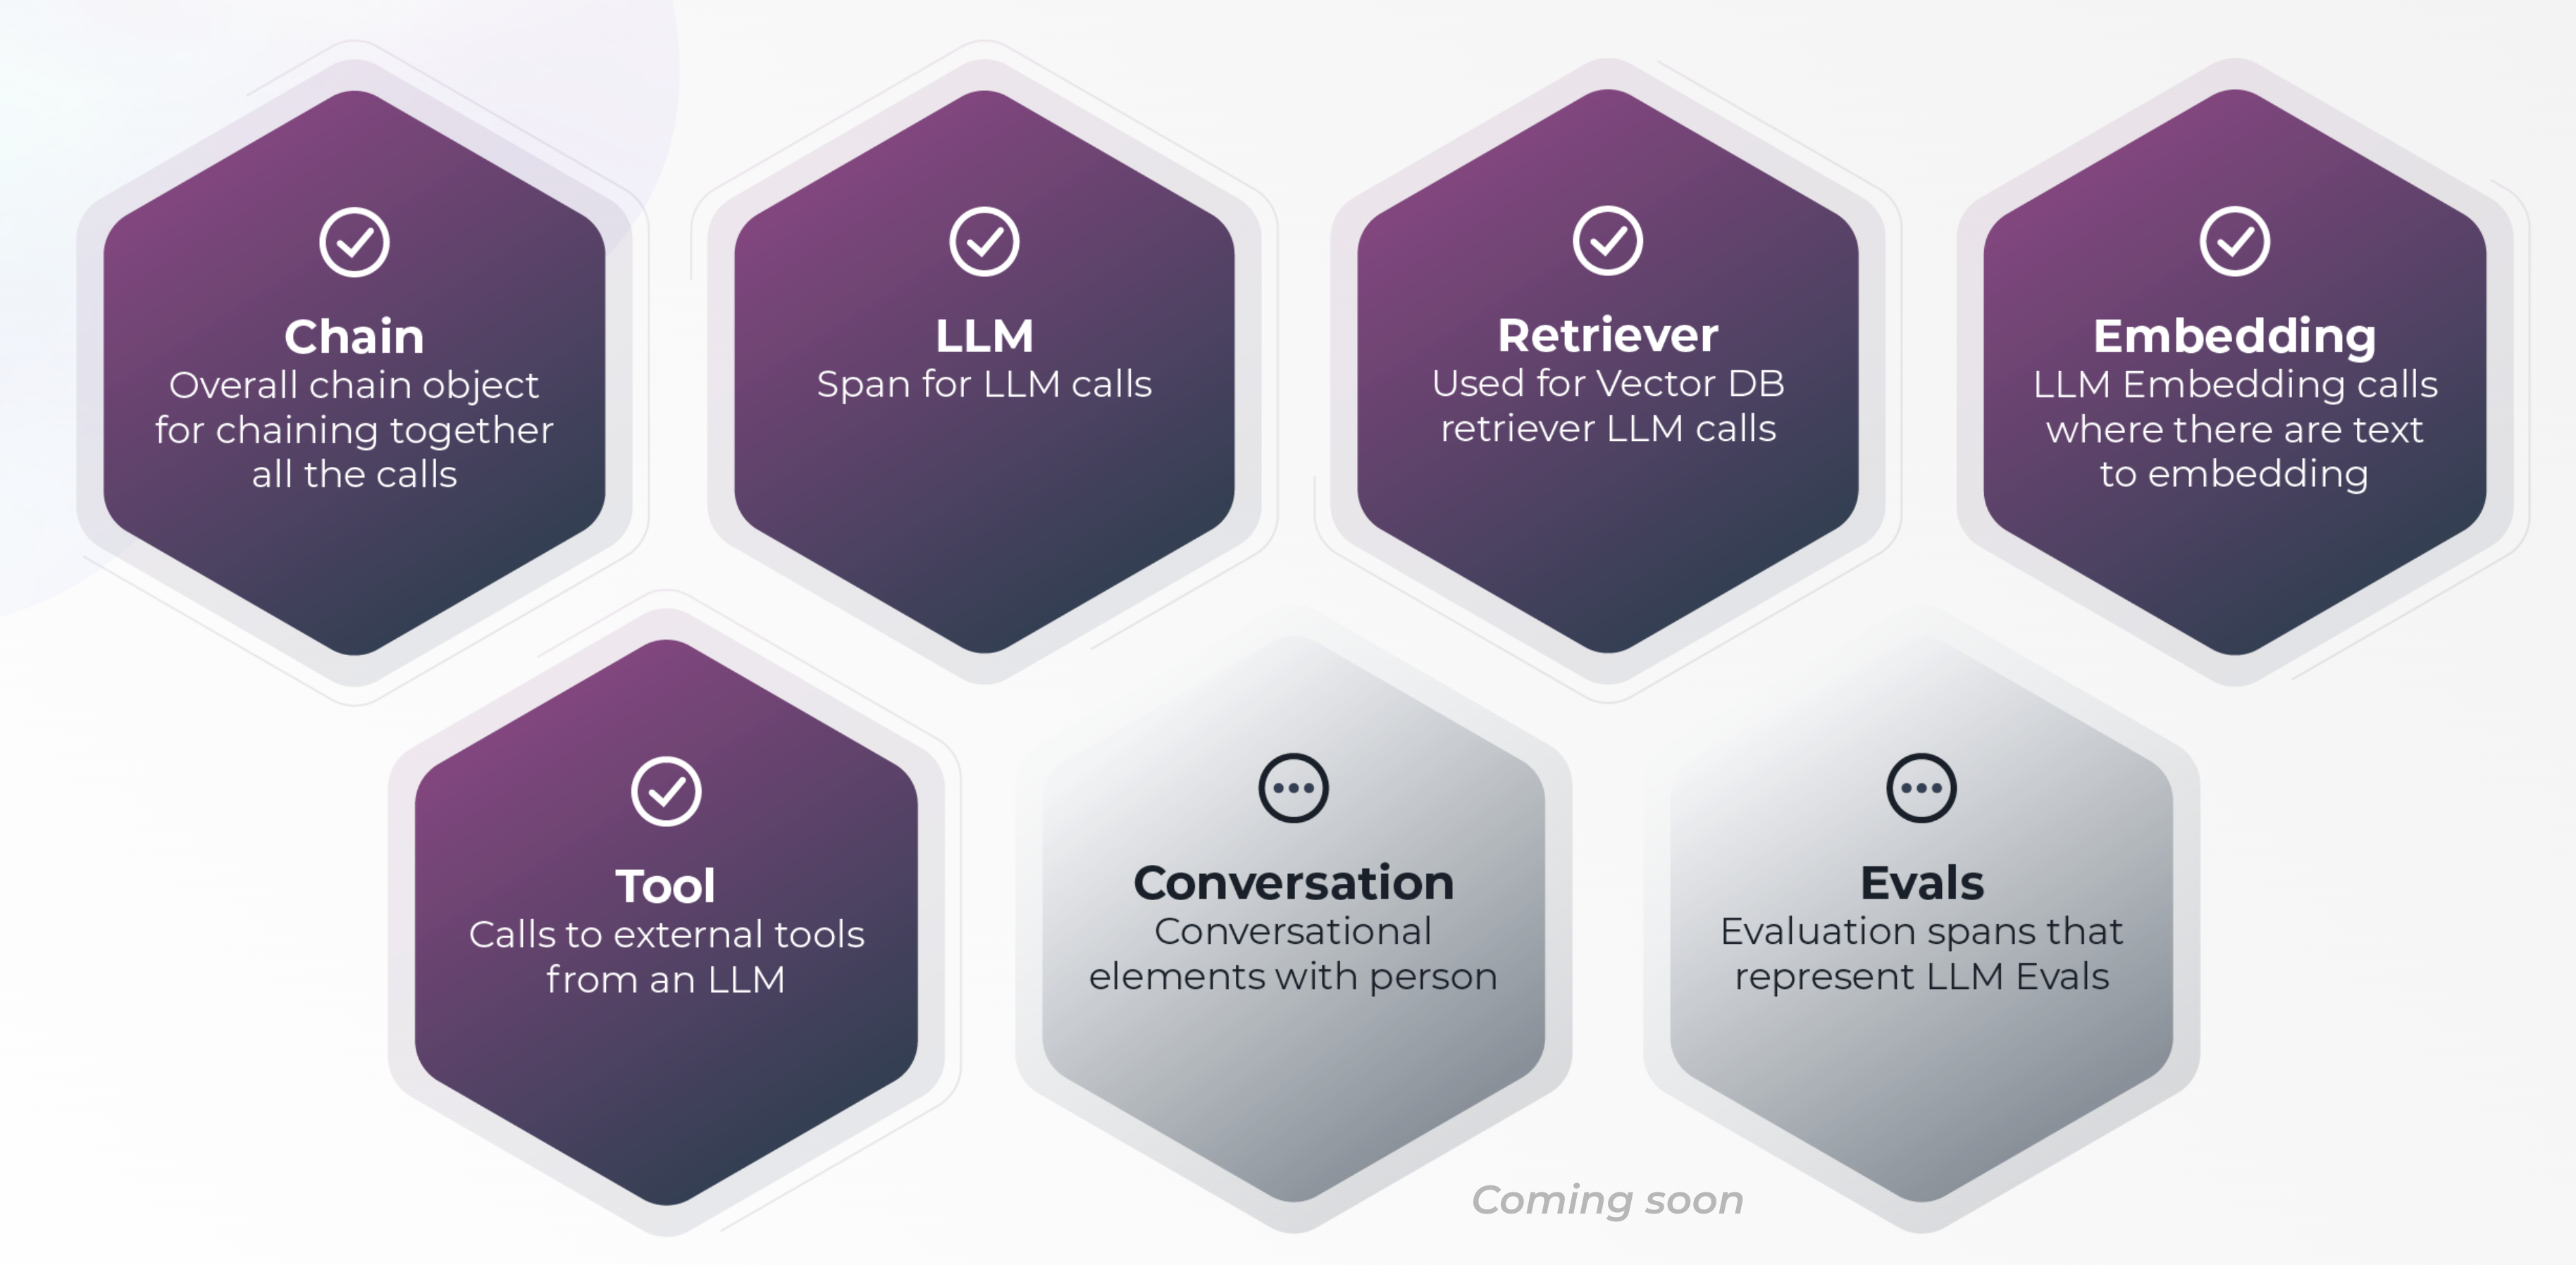 Chain
Overall chain object
for chaining together
all the calls
LLM
Span for LLM calls
Retriever
Used for Vector DB
retriever LLM calls
Embedding
LLM Embedding calls
where there are text
to embedding
Tool
Calls to external tools
from an LLM
Conversation
Conversational
elements with person
Evals
Evaluation spans that
represent LLM Evals
Coming soon